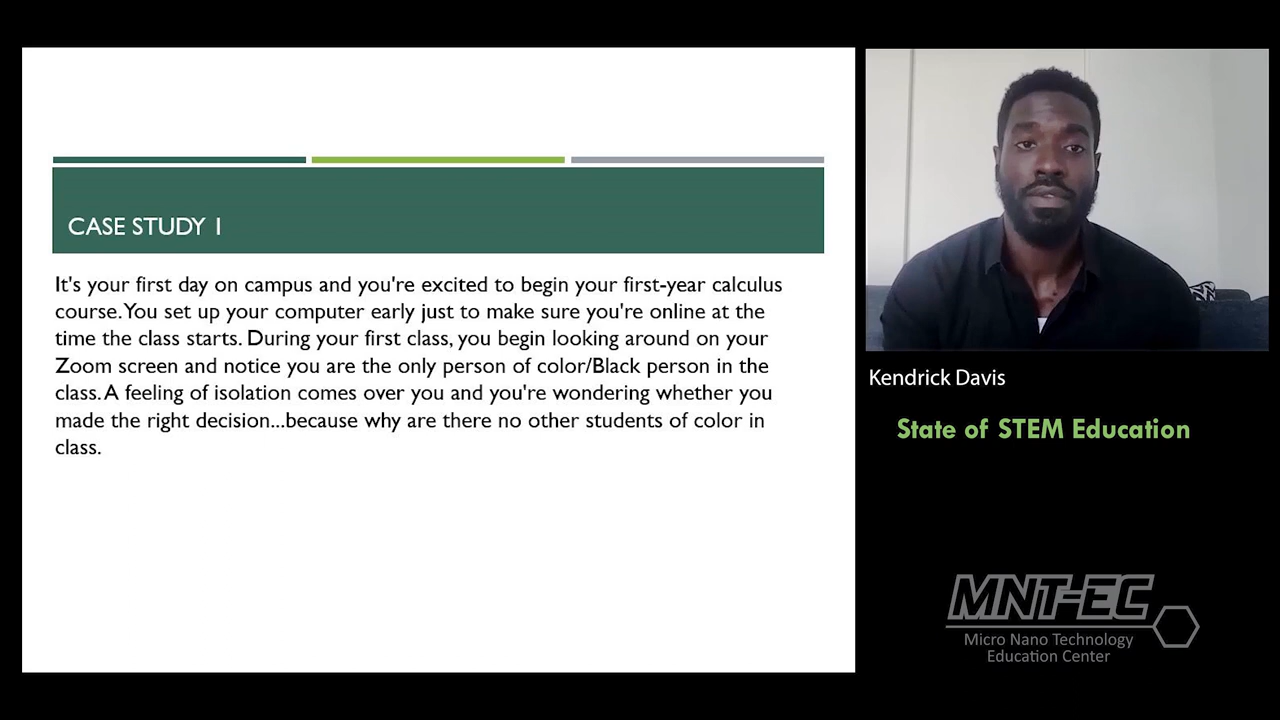 CASE STUDY 1
It's your first day on campus and you're excited to begin your first-year calculus
course. You set up your computer early just to make sure you're online at the
time the class starts. During your first class, you begin looking around on your
Zoom screen and notice you are the only person of color/Black person in the
class. A feeling of isolation comes over you and you're wondering whether you
made the right decision...because why are there no other students of color in
class.
Kendrick Davis
State of STEM Education
MNT-EC
Micro Nano Technology
Education Center